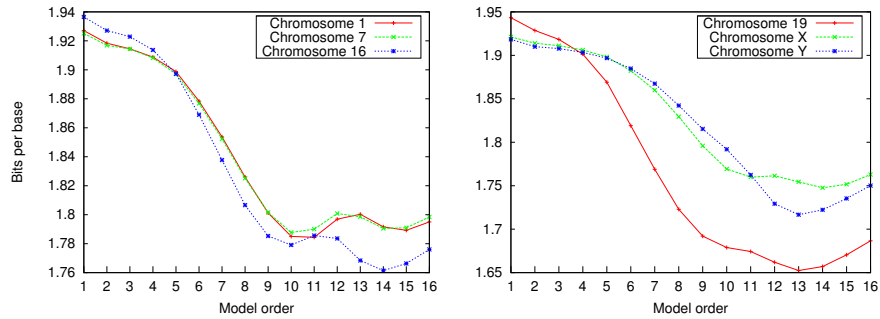 Bits per base
1.94
1.92
1.9
1.88
1.86
1.84
1.82
1.8
1.78
1.76
1 2 3 4 5 6 7 8 9 10 11 12 13 14 15 16
Model order
Chromosome 1
Chromosome 7
Chromosome 16
1.95
1.9
1.85
1.8
1.75
1.7
1.65
1 2 3 4 5 6 7 8 9 10 11 12 13 14 15 16
Model order
Chromosome 19
Chromosome X
Chromosome Y